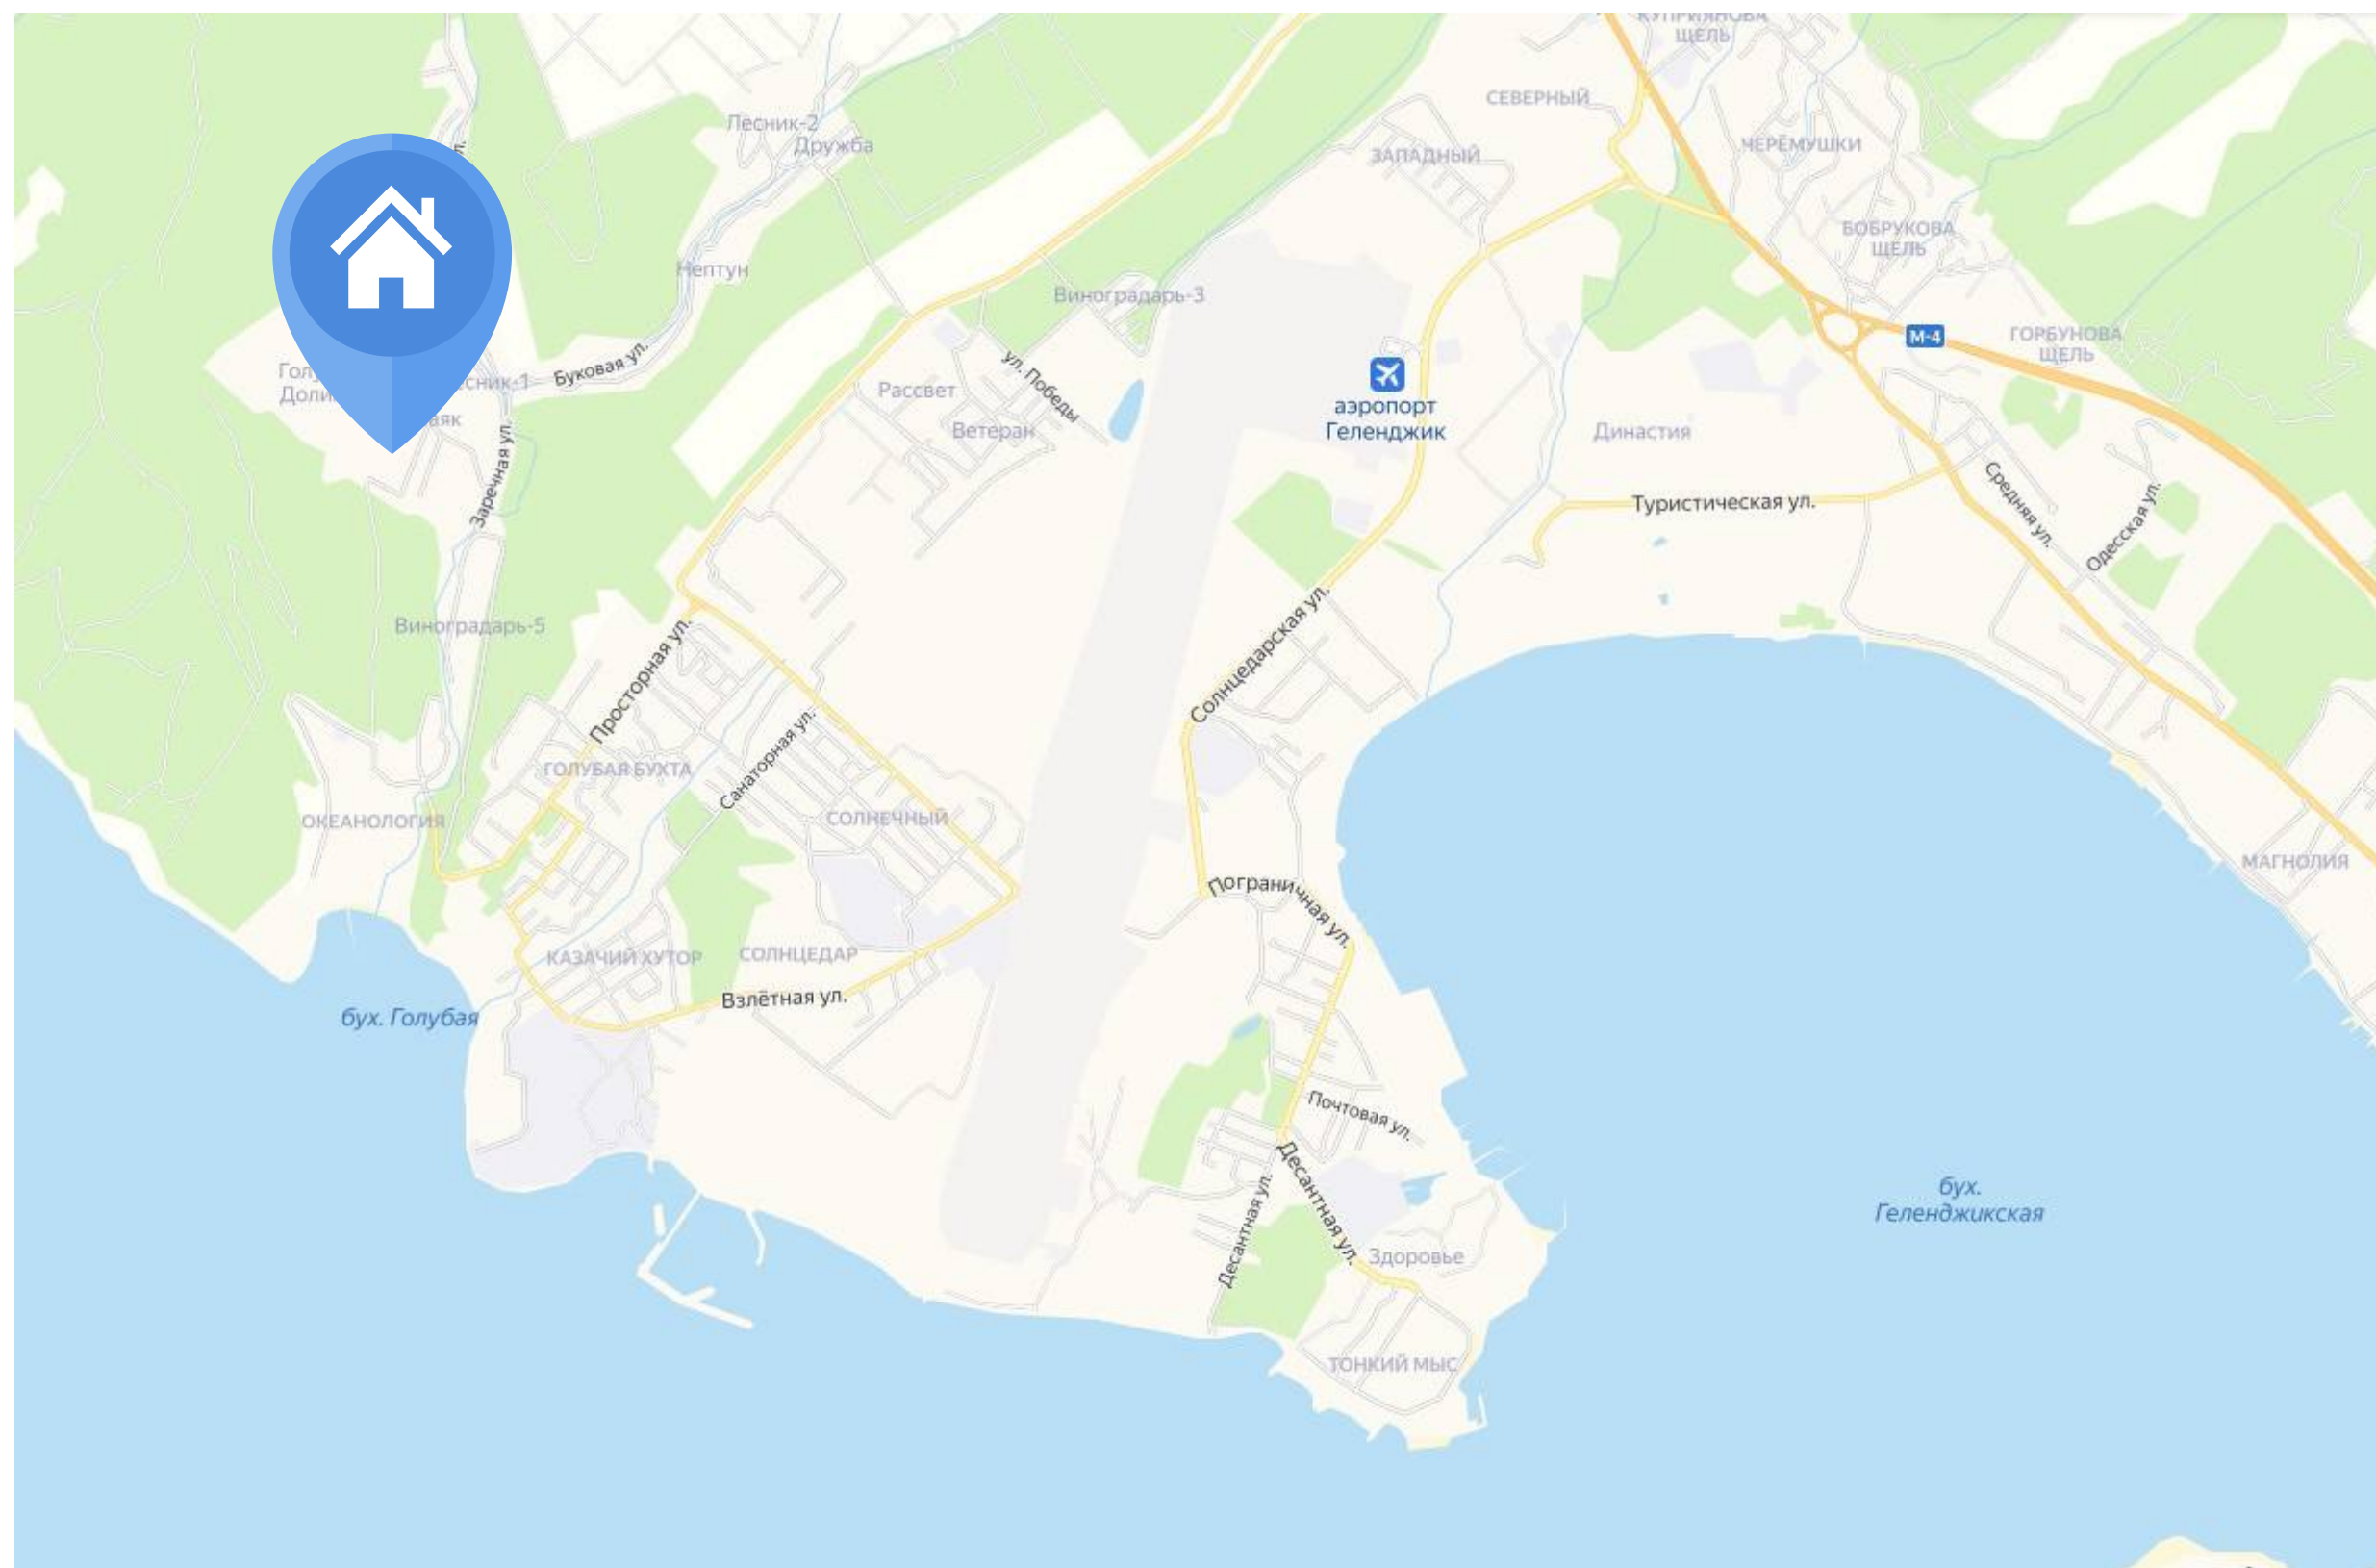 КУПРИЯНОВА
ЩЕЛЬ
СЕВЕРНЫЙ
Лесник-2
Дружба
ЗАПАДНЫЙ
ЧЕРЁМУШКИ
БОБРУКОВА
ЩЕЛЬ
Нептун
Виноградарь-3
М-4
ГОРБУНОВА
ЩЕЛЬ
Буковая ул.
ул. Победы
Рассвет
Ветеран
аэропорт
Геленджик
Династия
Заречная ул.
Туристическая ул.
Средняя ул.
Одесская ул.
Виноградарь-5
Просторная ул.
Солнцедарская ул.
Санаторная ул.
ГОЛУБАЯ БУХТА
ОКЕАНОЛОГИЯ
СОЛНЕЧНЫЙ
МАГНОЛИЯ
Пограничная ул.
КАЗАЧИЙ ХУТОР
СОЛНЦЕДАР
Взлётная ул.
бух. Голубая
Почтовая ул.
Десантная ул.
Десантная ул.
бух.
Геленджикская
Здоровье
ТОНКИЙ МЫС